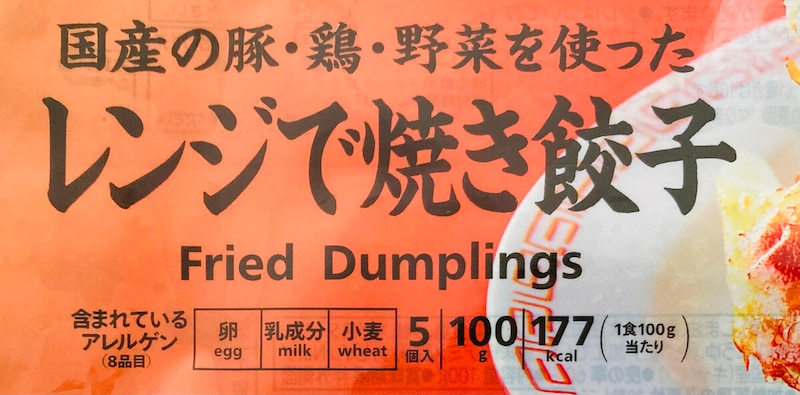 国産の豚・鶏・野菜を使った
レンジで焼き餃子
Fried Dumplings
含まれている
アレルゲン
(8品目)
卵
egg
乳成分
milk
小麦
wheat
5
個入
100
g
177
kcal
(1食100g
当たり)